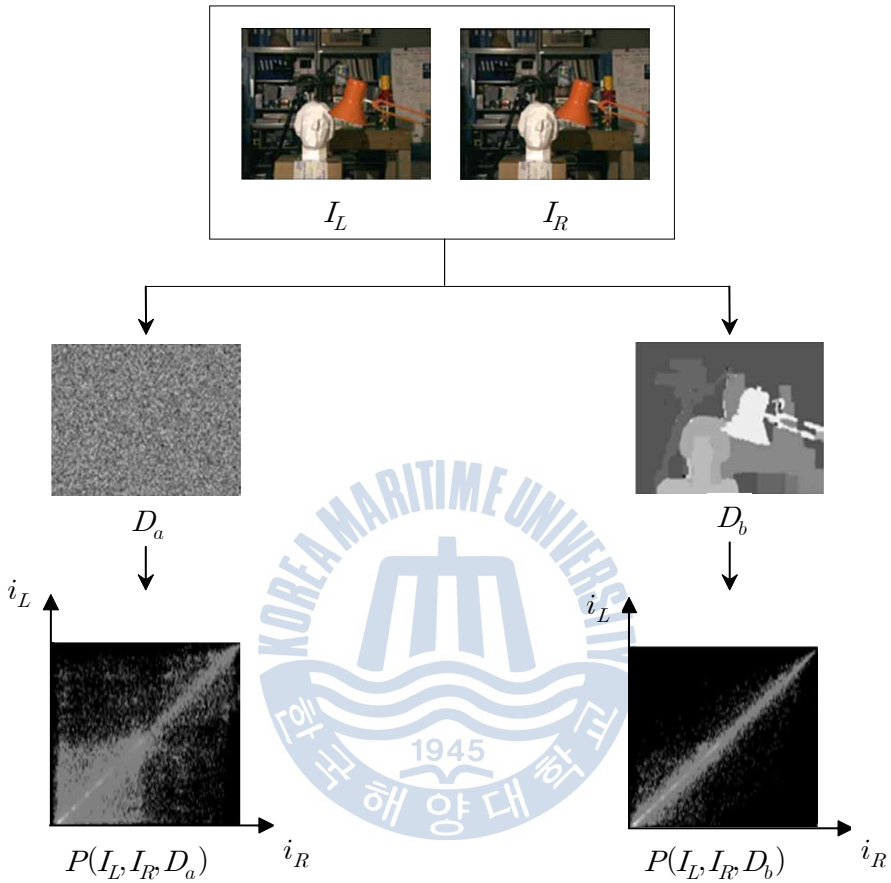 I_L
I_R
D_a
D_b
i_L
i_L
KOREA MARITIME UNIVERSITY
1945
한국해양대학교
i_R
i_R
P(I_L, I_R, D_a)
P(I_L, I_R, D_b)